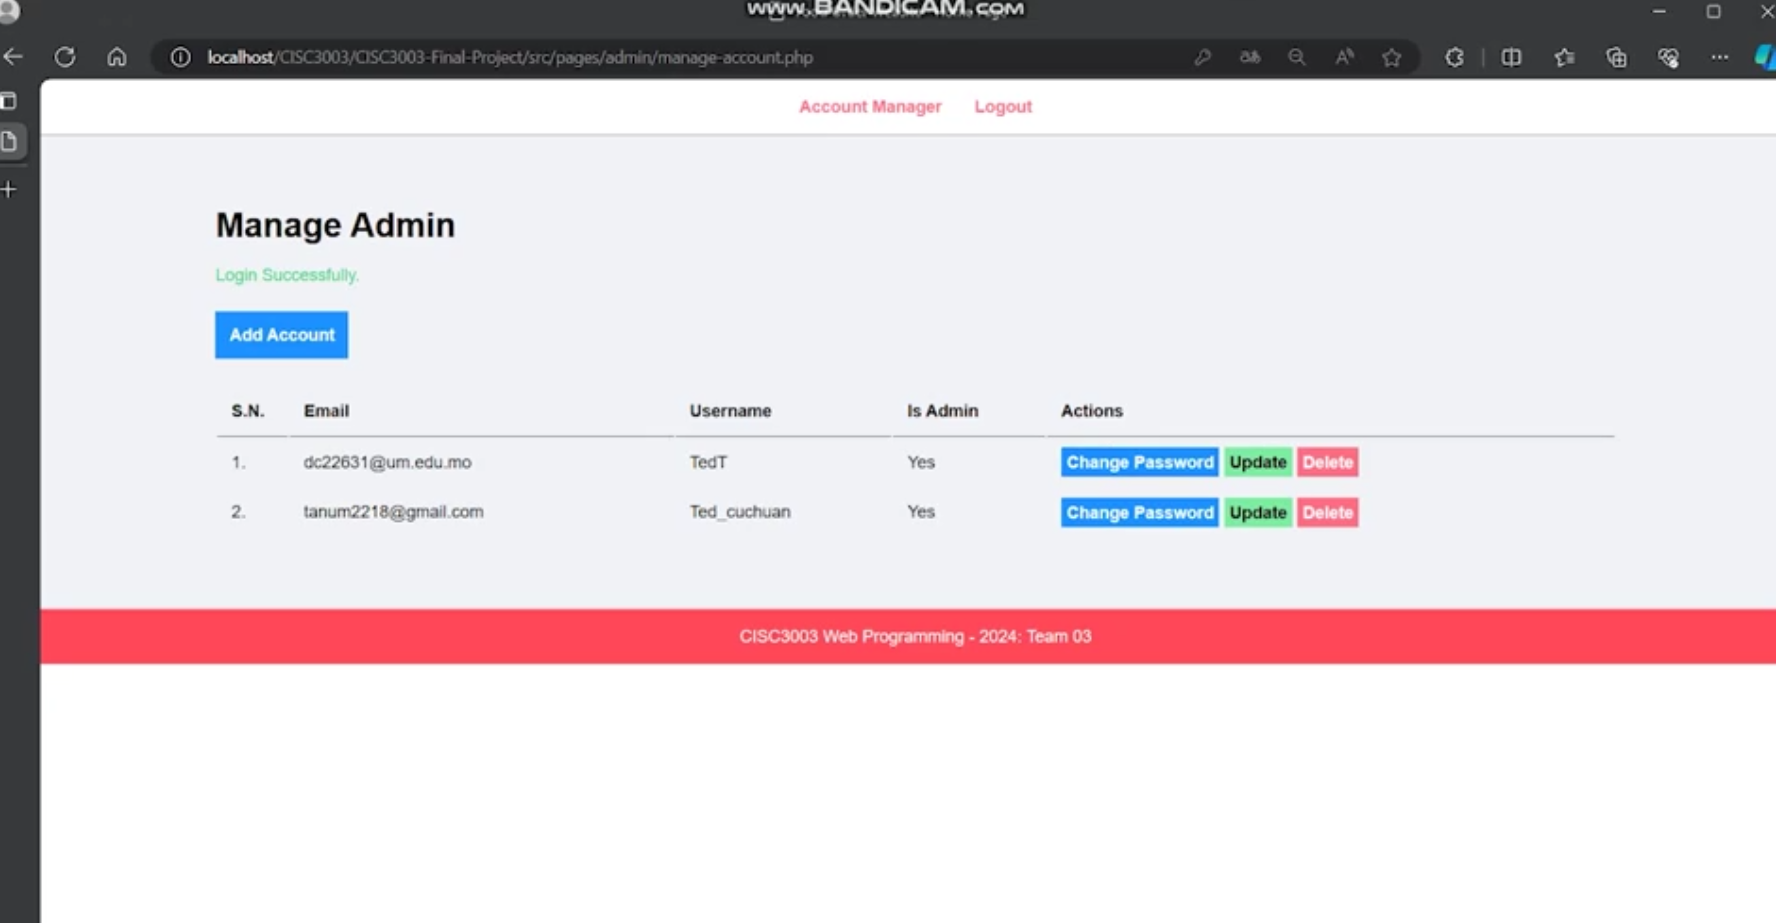 www.BANDICAM.com
localhost/CISC3003/CISC3003-Final-Project/src/pages/admin/manage-account.php
Account Manager Logout
Manage Admin
Login Successfully.
Add Account
S.N. Email Username Is Admin Actions
1. dc22631@um.edu.mo TedT Yes Change Password Update Delete
2. tanum2218@gmail.com Ted_cuchuan Yes Change Password Update Delete
CISC3003 Web Programming - 2024: Team 03